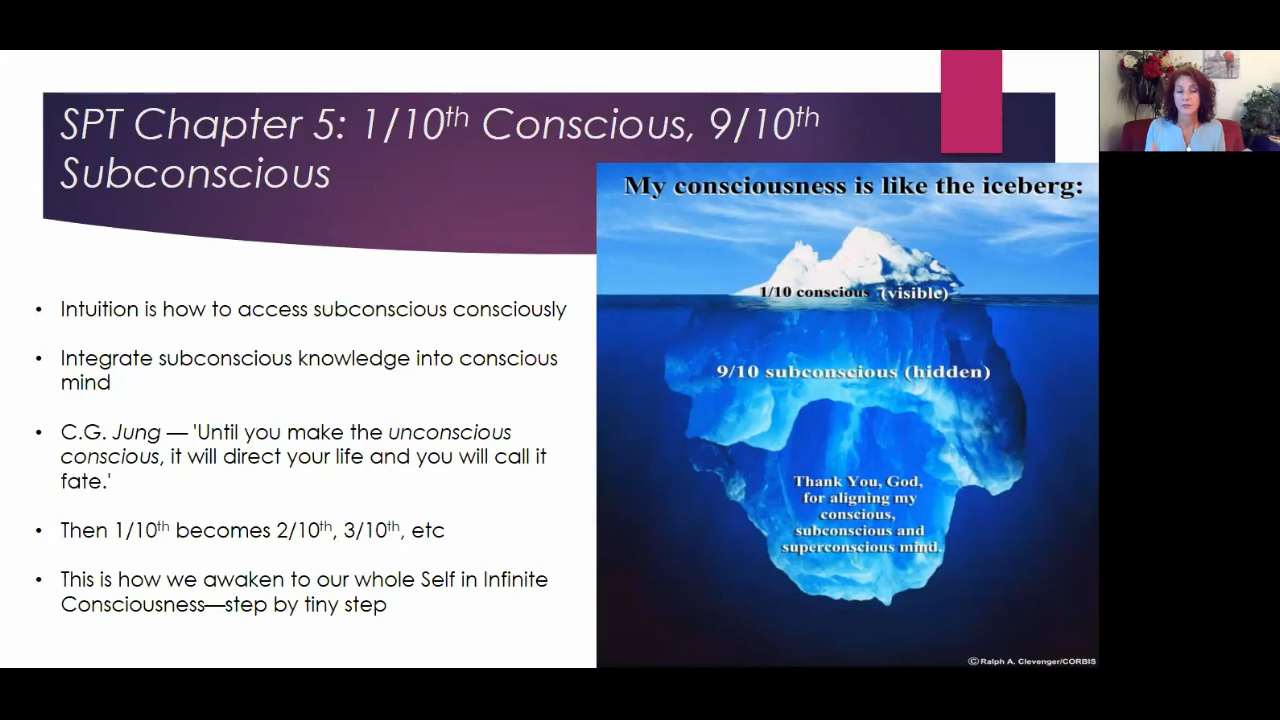 SPT Chapter 5: 1/10th Conscious, 9/10th
Subconscious
• Intuition is how to access subconscious consciously
• Integrate subconscious knowledge into conscious
mind
• C.G. Jung — 'Until you make the unconscious
conscious, it will direct your life and you will call it
fate.'
• Then 1/10th becomes 2/10th, 3/10th, etc
• This is how we awaken to our whole Self in Infinite
Consciousness—step by tiny step
My consciousness is like the iceberg:
1/10 conscious (visible)
9/10 subconscious (hidden)
Thank You, God,
for aligning my
conscious,
subconscious and
superconscious mind.
© Ralph A. Clevenger/CORBIS